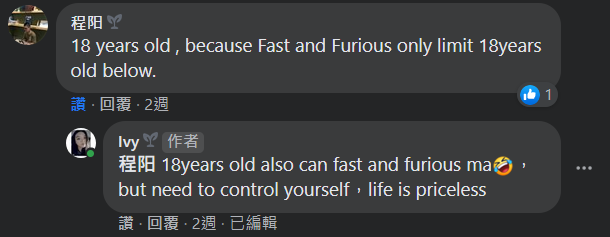 程阳
18 years old , because Fast and Furious only limit 18years
old below.
讚 · 回覆 · 2週
1
Ivy 作者
程阳 18years old also can fast and furious ma🤣，
but need to control yourself，life is priceless
讚 · 回覆 · 2週 · 已編輯